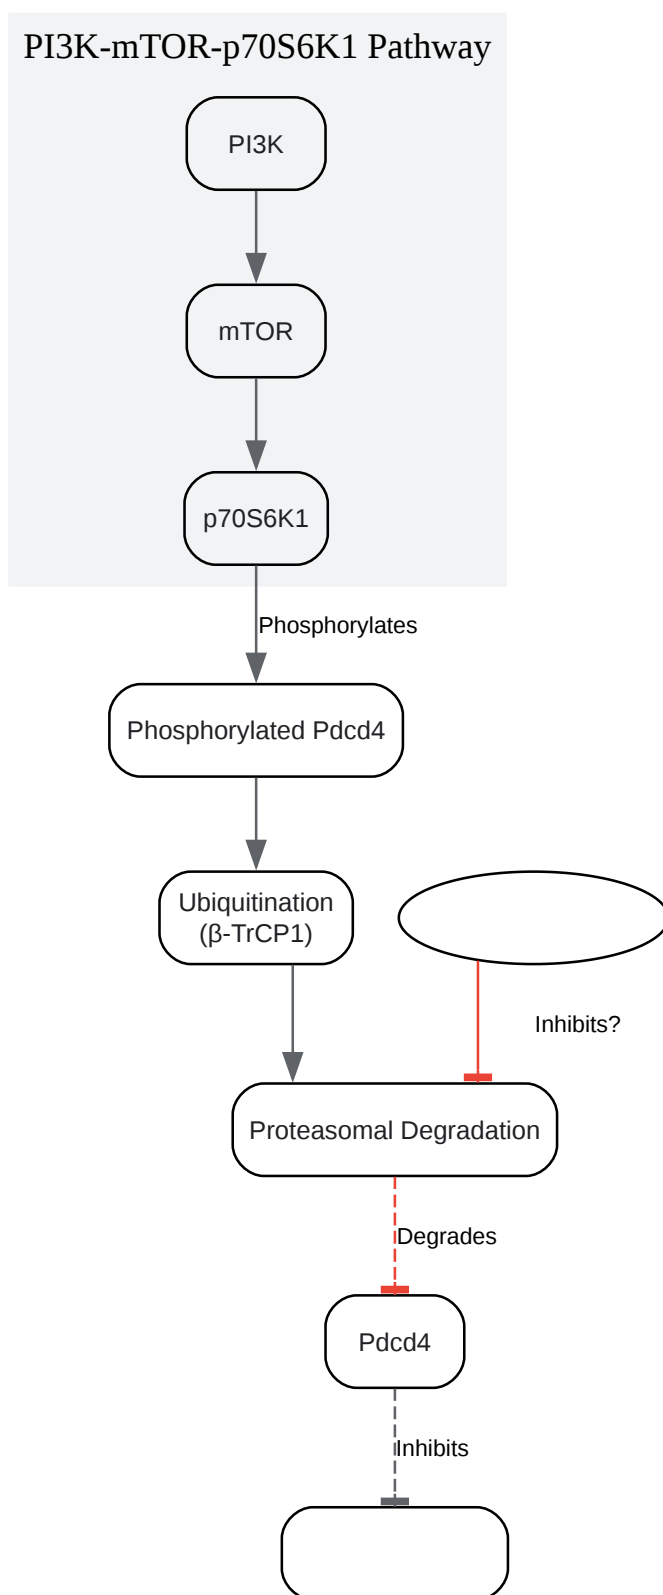 PI3K-mTOR-p70S6K1 Pathway
PI3K
mTOR
p70S6K1
Phosphorylates
Phosphorylated Pdcd4
Ubiquitination
(β-TrCP1)
Inhibits?
Proteasomal Degradation
Degrades
Pdcd4
Inhibits